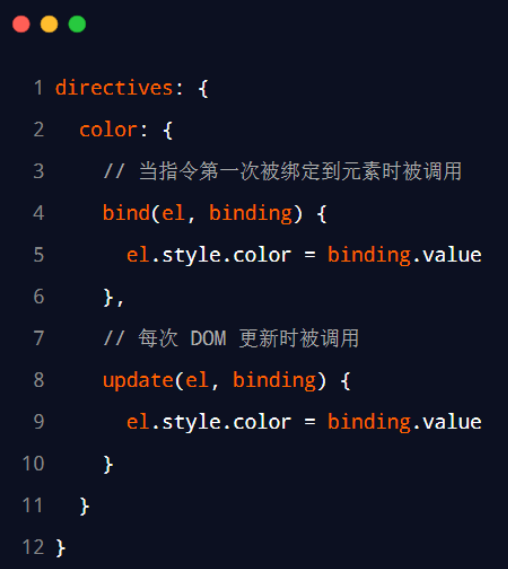 1 directives: {
2   color: {
3     // 当指令第一次被绑定到元素时被调用
4     bind(el, binding) {
5       el.style.color = binding.value
6     },
7     // 每次 DOM 更新时被调用
8     update(el, binding) {
9       el.style.color = binding.value
10     }
11   }
12 }